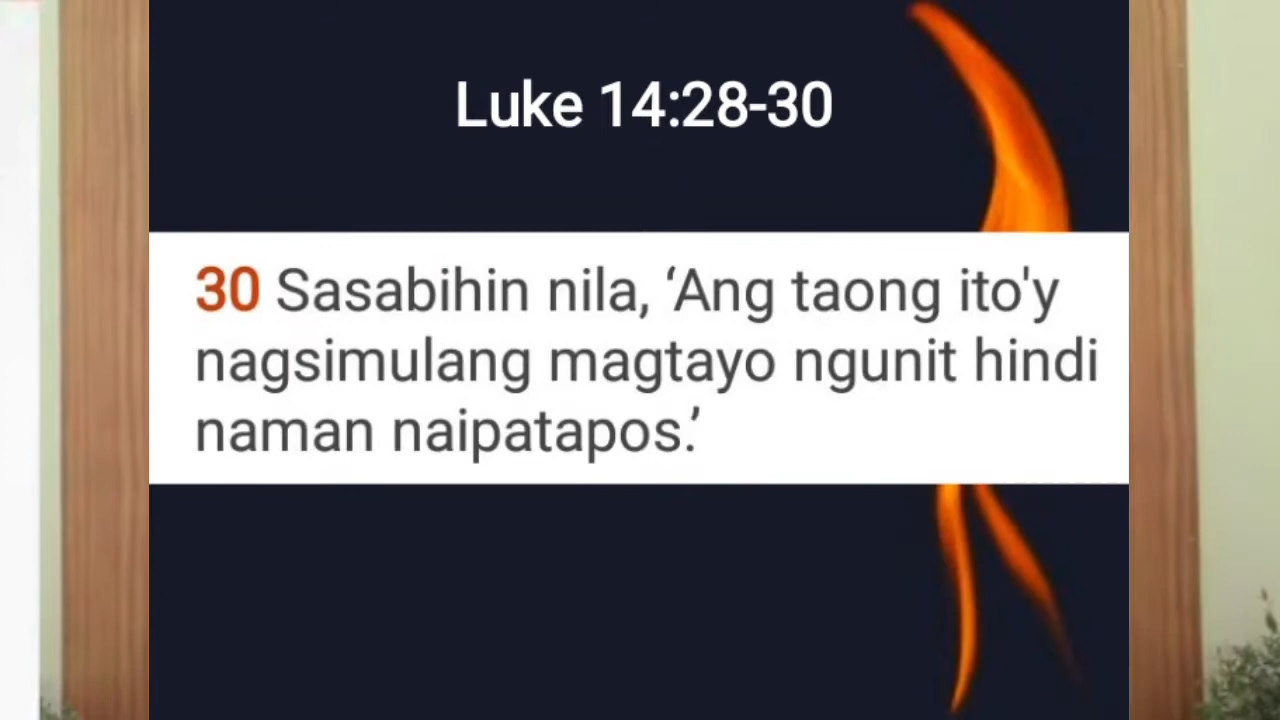 Luke 14:28-30
30 Sasabihin nila, ‘Ang taong ito'y
nagsimulang magtayo ngunit hindi
naman naipatapos.’